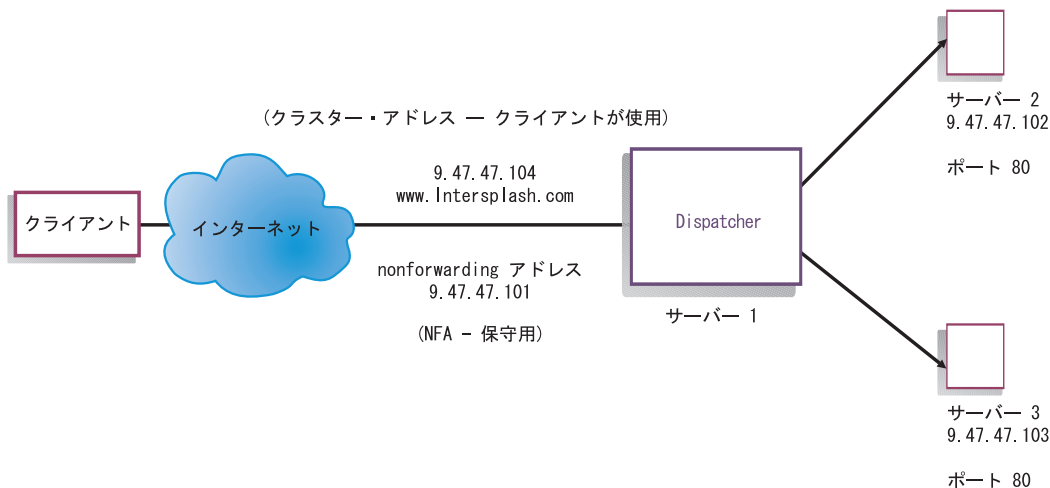 (クラスター・アドレス ― クライアントが使用)
9.47.47.104
www.Intersplash.com
クライアント
インターネット
nonforwarding アドレス
9.47.47.101
(NFA - 保守用)
Dispatcher
サーバー 1
サーバー 2
9.47.47.102
ポート 80
サーバー 3
9.47.47.103
ポート 80